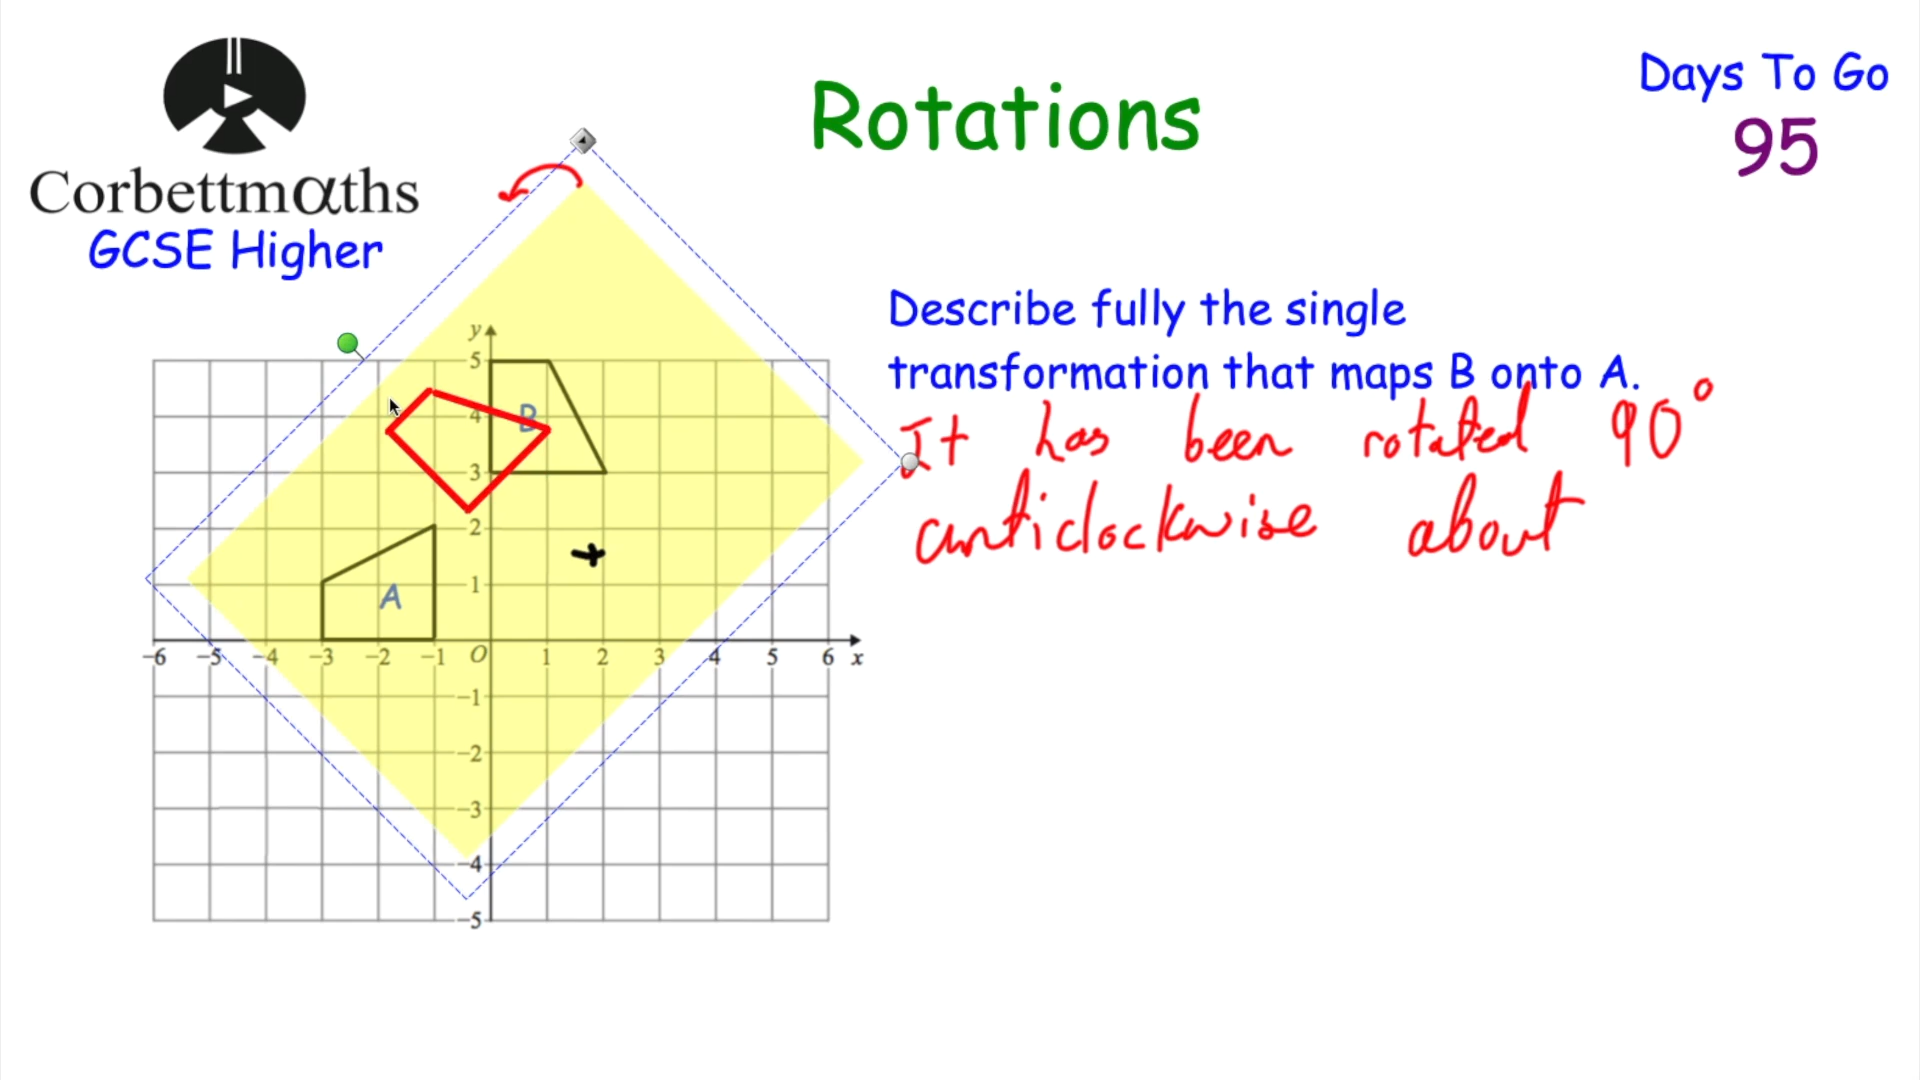 Corbettmαths
GCSE Higher
Rotations
Days To Go
95
Describe fully the single
transformation that maps B onto A.
It has been rotated 90°
anticlockwise about
y
5
4
B
3
2
1
A
−6 −5 −4 −3 −2 −1 O 1 2 3 4 5 6 x
−1
−2
−3
−4
−5